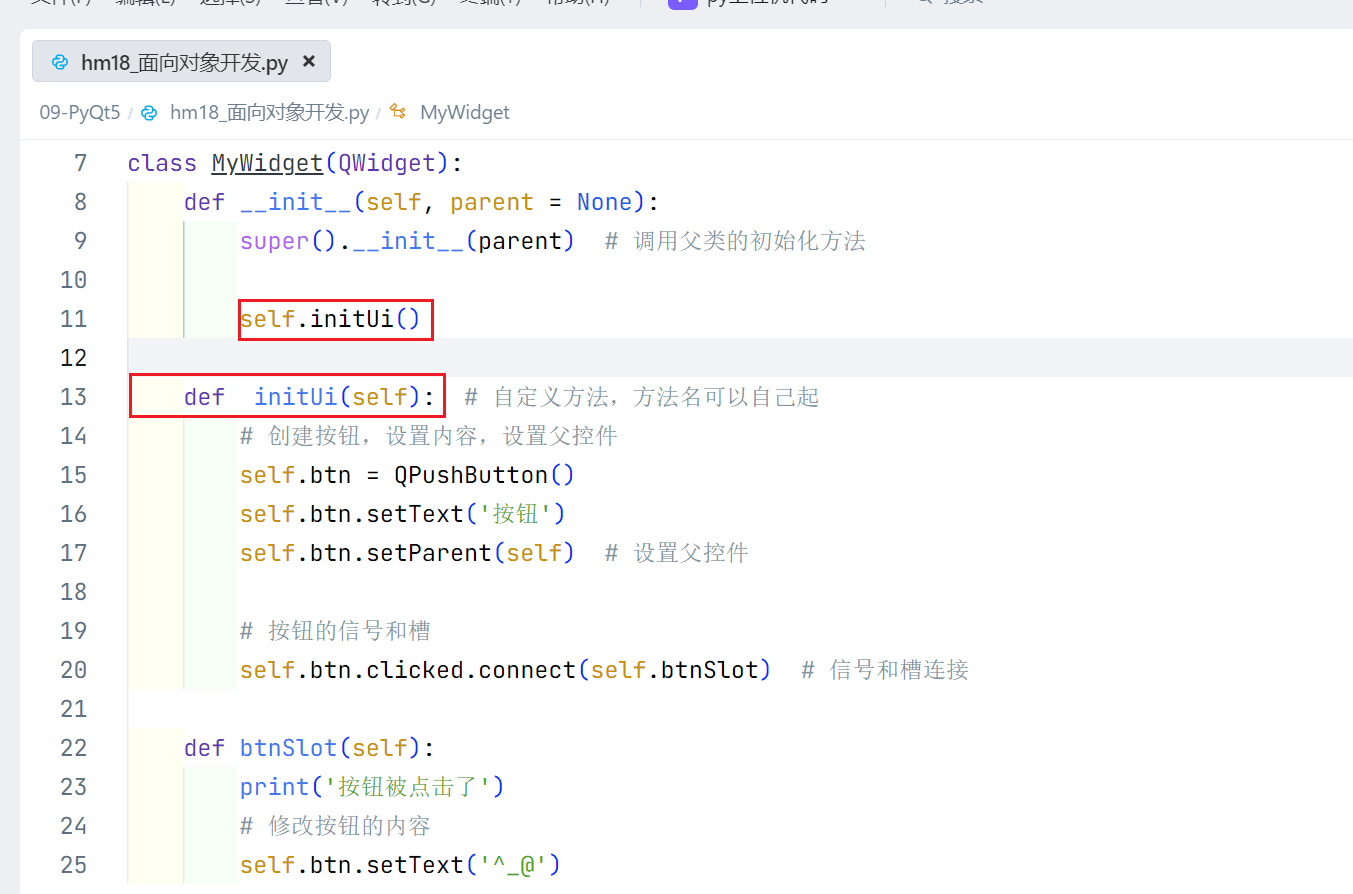 hm18_面向对象开发.py ×
09-PyQt5 / hm18_面向对象开发.py / MyWidget
7 class MyWidget(QWidget):
8 def __init__(self, parent = None):
9 super().__init__(parent)  # 调用父类的初始化方法
10
11 self.initUi()
12
13 def  initUi(self):  # 自定义方法，方法名可以自己起
14 # 创建按钮，设置内容，设置父控件
15 self.btn = QPushButton()
16 self.btn.setText('按钮')
17 self.btn.setParent(self)  # 设置父控件
18
19 # 按钮的信号和槽
20 self.btn.clicked.connect(self.btnSlot)  # 信号和槽连接
21
22 def btnSlot(self):
23 print('按钮被点击了')
24 # 修改按钮的内容
25 self.btn.setText('^_@')